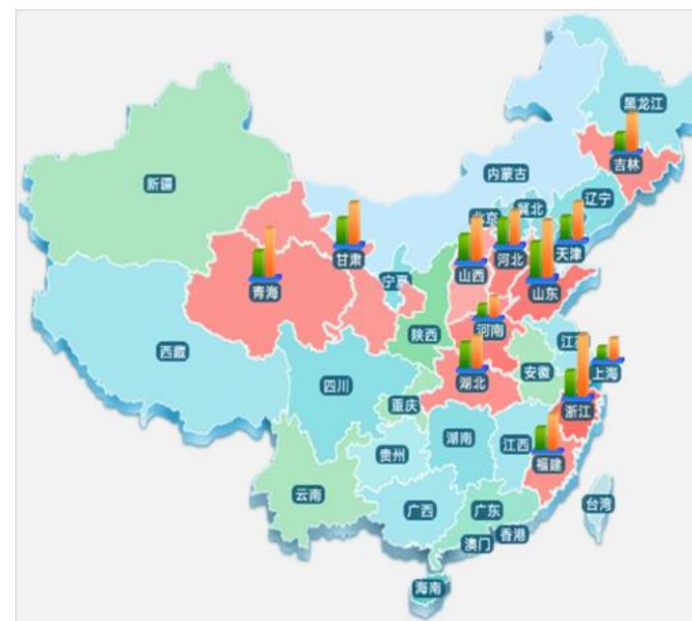 黑龙江
吉林
新疆
内蒙古
辽宁
北京
冀北
天津
甘肃
河北
山西
宁夏
青海
山东
河南
陕西
西藏
安徽
上海
湖北
四川
重庆
浙江
湖南
江西
贵州
福建
云南
广西
广东
台湾
香港
澳门
海南